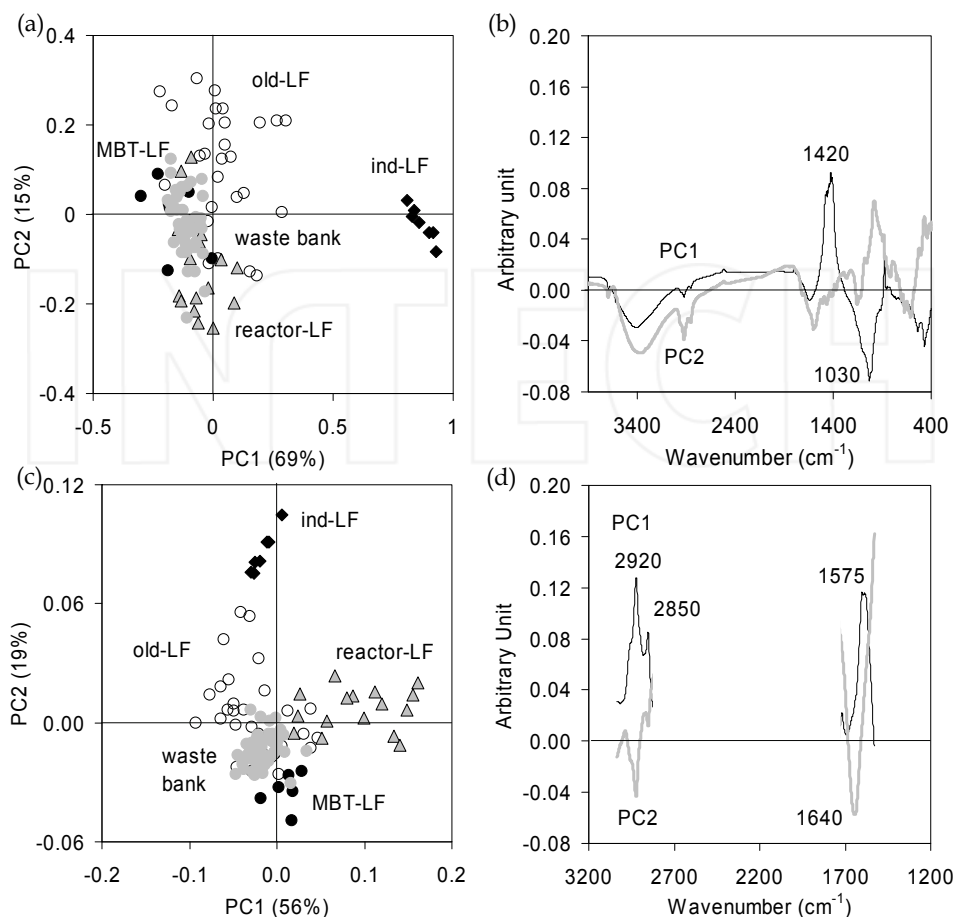 (a)
0.4
0.2
0
-0.2
-0.4
PC2 (15%)
-0.5
0
0.5
1
PC1 (69%)
old-LF
MBT-LF
ind-LF
waste bank
reactor-LF
(b)
0.20
0.16
0.12
0.08
0.04
0.00
-0.04
-0.08
Arbitrary unit
3400
2400
1400
400
Wavenumber (cm-1)
1420
PC1
PC2
1030
INTECH
(c)
0.12
0.06
0.00
-0.06
PC2 (19%)
-0.2
-0.1
0.0
0.1
0.2
PC1 (56%)
ind-LF
old-LF
reactor-LF
waste
bank
MBT-LF
(d)
0.20
0.16
0.12
0.08
0.04
0.00
-0.04
-0.08
Arbitrary Unit
3200
2700
2200
1700
1200
Wavenumber (cm-1)
PC1
2920
2850
1575
PC2
1640